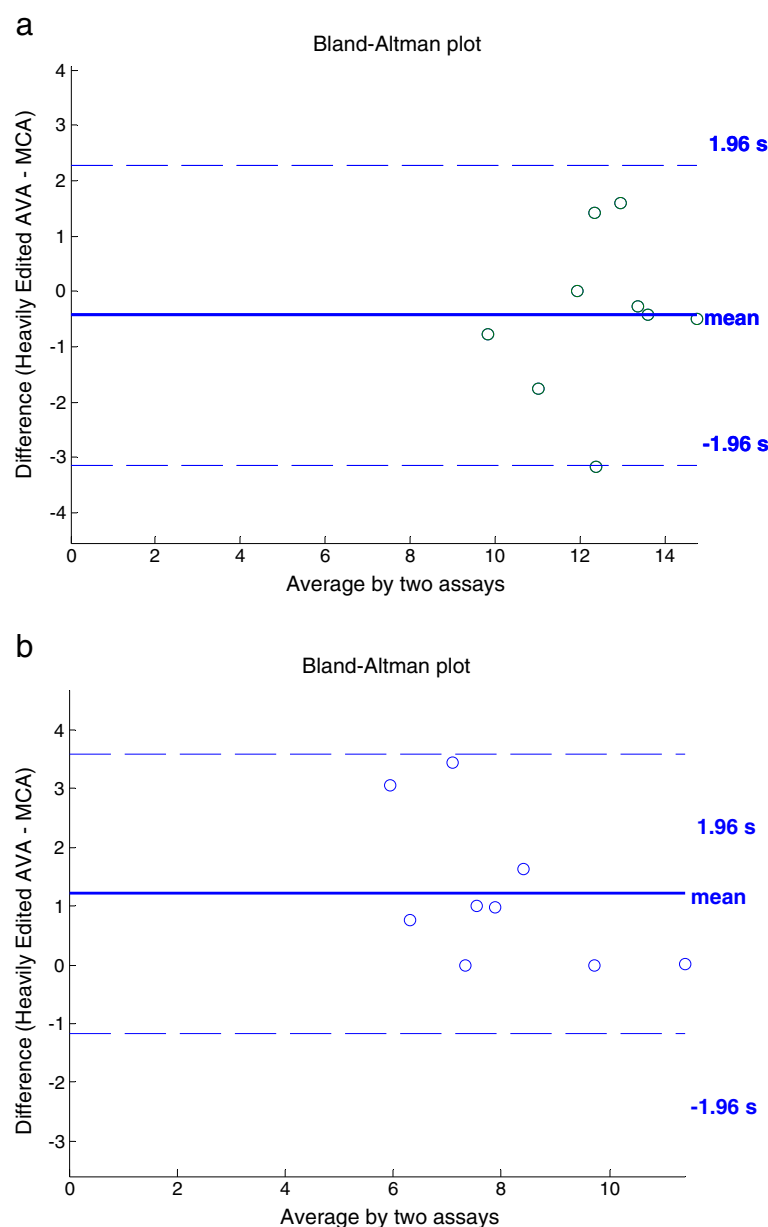 a
Bland-Altman plot
Difference (Heavily Edited AVA - MCA)
4
3
2
1
0
-1
-2
-3
-4
1.96 s
mean
-1.96 s
0 2 4 6 8 10 12 14
Average by two assays
b
Bland-Altman plot
Difference (Heavily Edited AVA - MCA)
4
3
2
1
0
-1
-2
-3
1.96 s
mean
-1.96 s
0 2 4 6 8 10
Average by two assays